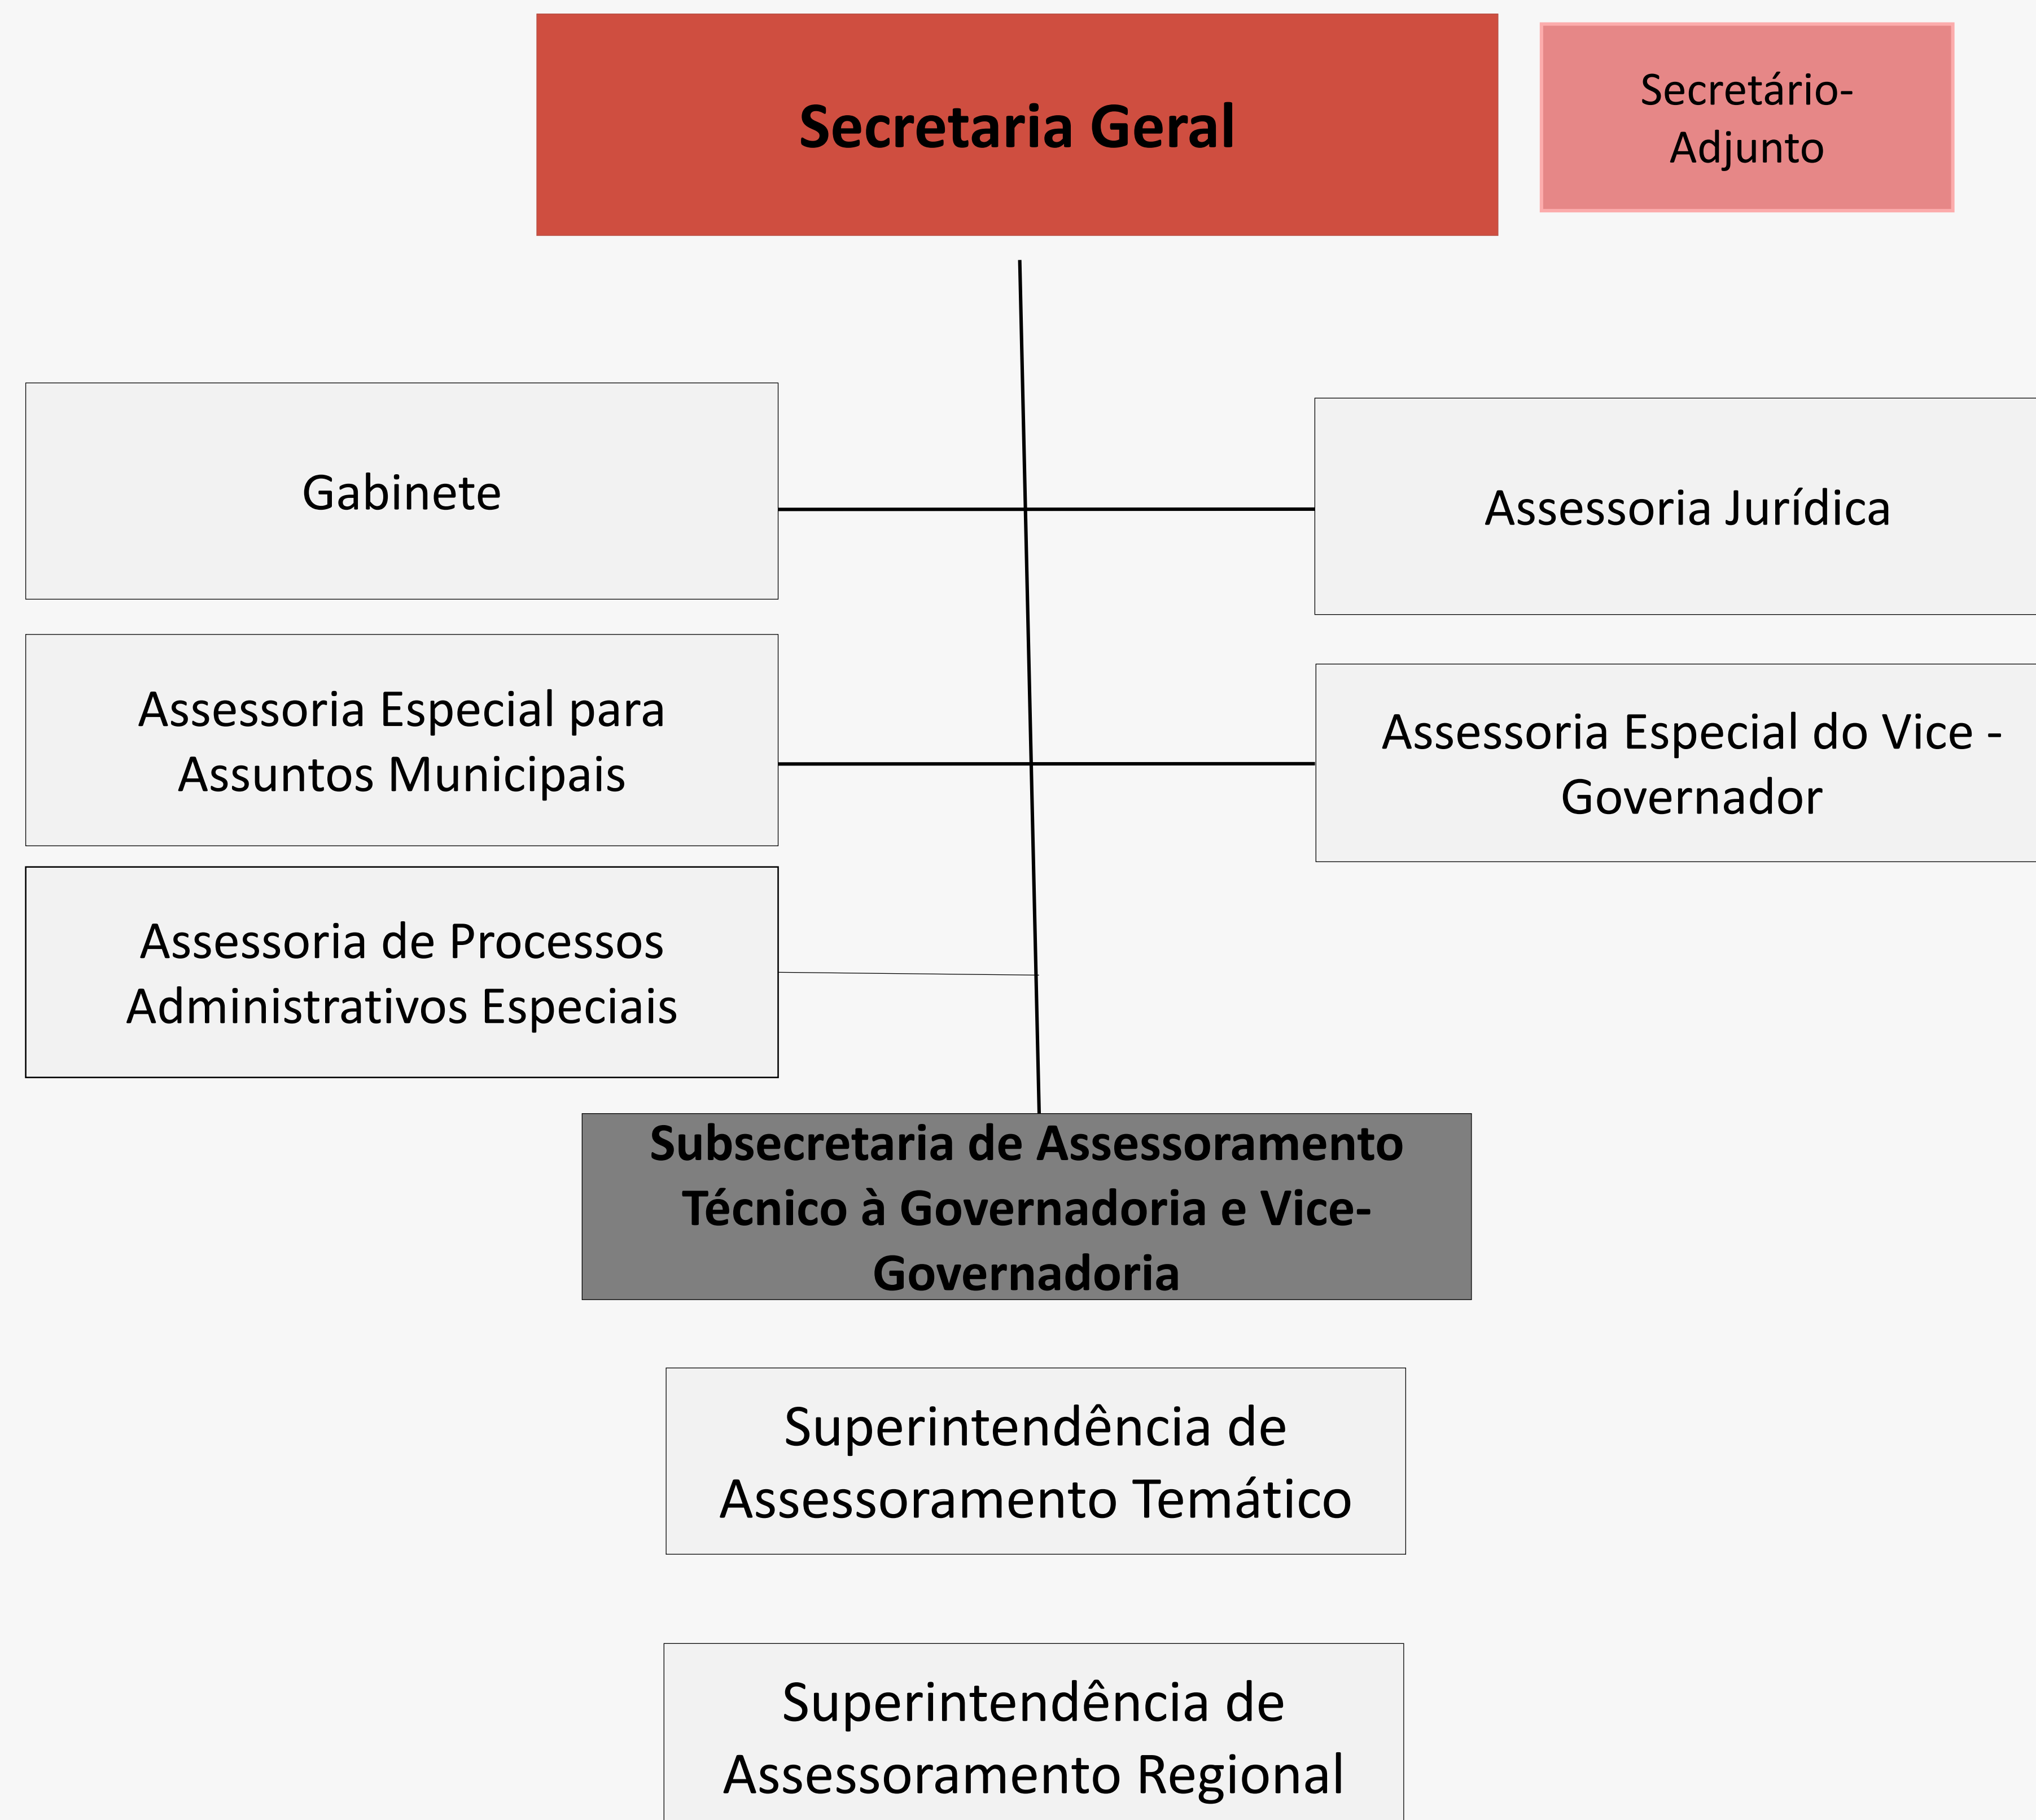 Secretaria Geral
Secretário-
Adjunto
Gabinete
Assessoria Jurídica
Assessoria Especial para
Assuntos Municipais
Assessoria Especial do Vice -
Governador
Assessoria de Processos
Administrativos Especiais
Subsecretaria de Assessoramento
Técnico à Governadoria e Vice-
Governadoria
Superintendência de
Assessoramento Temático
Superintendência de
Assessoramento Regional